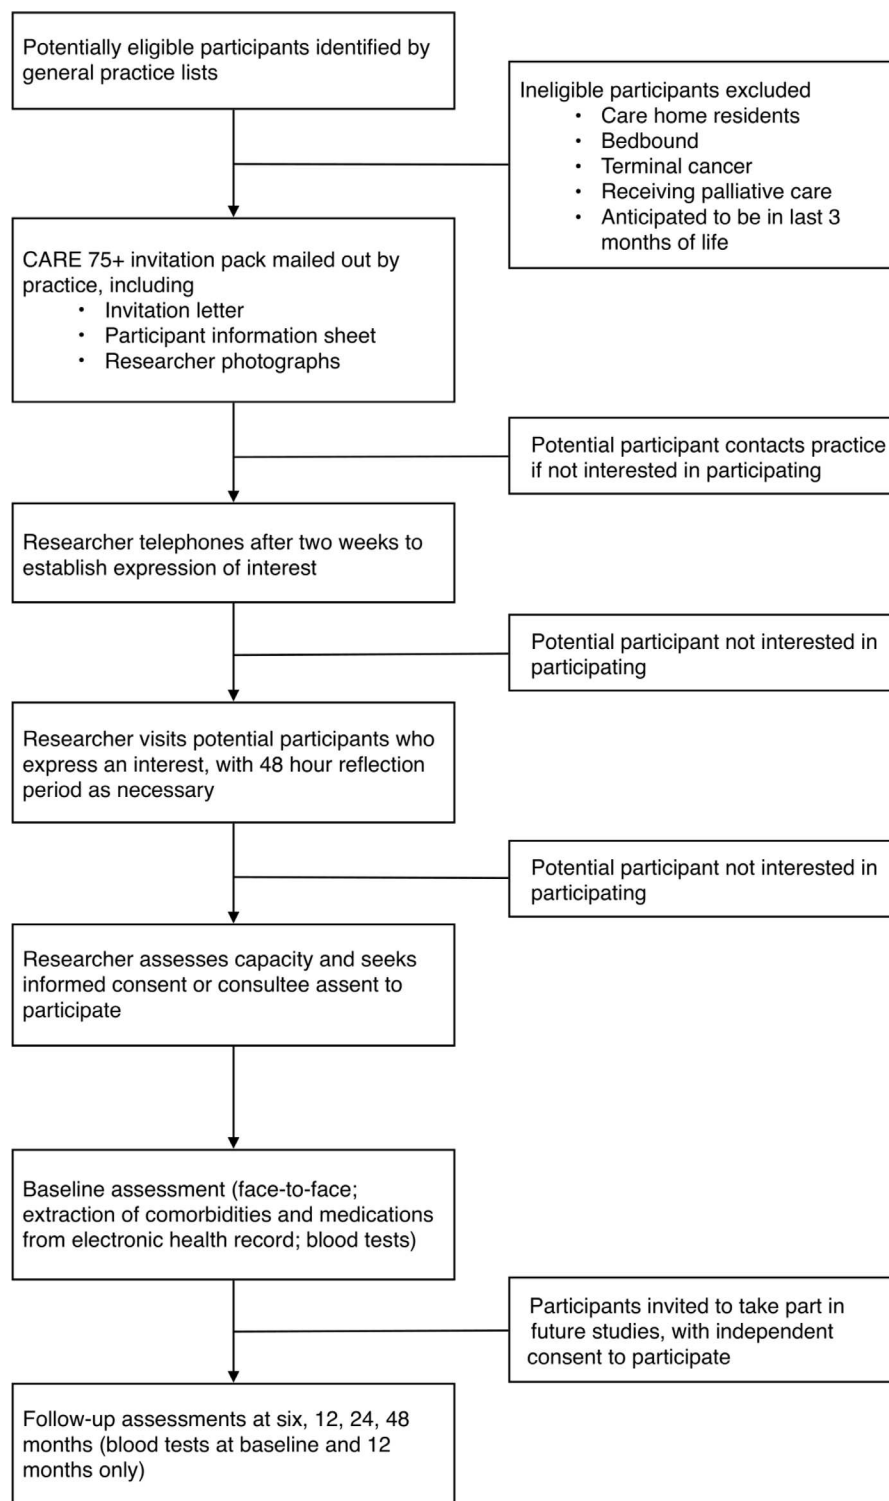 Potentially eligible participants identified by
general practice lists
Ineligible participants excluded
• Care home residents
• Bedbound
• Terminal cancer
• Receiving palliative care
• Anticipated to be in last 3
months of life
CARE 75+ invitation pack mailed out by
practice, including
• Invitation letter
• Participant information sheet
• Researcher photographs
Potential participant contacts practice
if not interested in participating
Researcher telephones after two weeks to
establish expression of interest
Potential participant not interested in
participating
Researcher visits potential participants who
express an interest, with 48 hour reflection
period as necessary
Potential participant not interested in
participating
Researcher assesses capacity and seeks
informed consent or consultee assent to
participate
Baseline assessment (face-to-face;
extraction of comorbidities and medications
from electronic health record; blood tests)
Participants invited to take part in
future studies, with independent
consent to participate
Follow-up assessments at six, 12, 24, 48
months (blood tests at baseline and 12
months only)